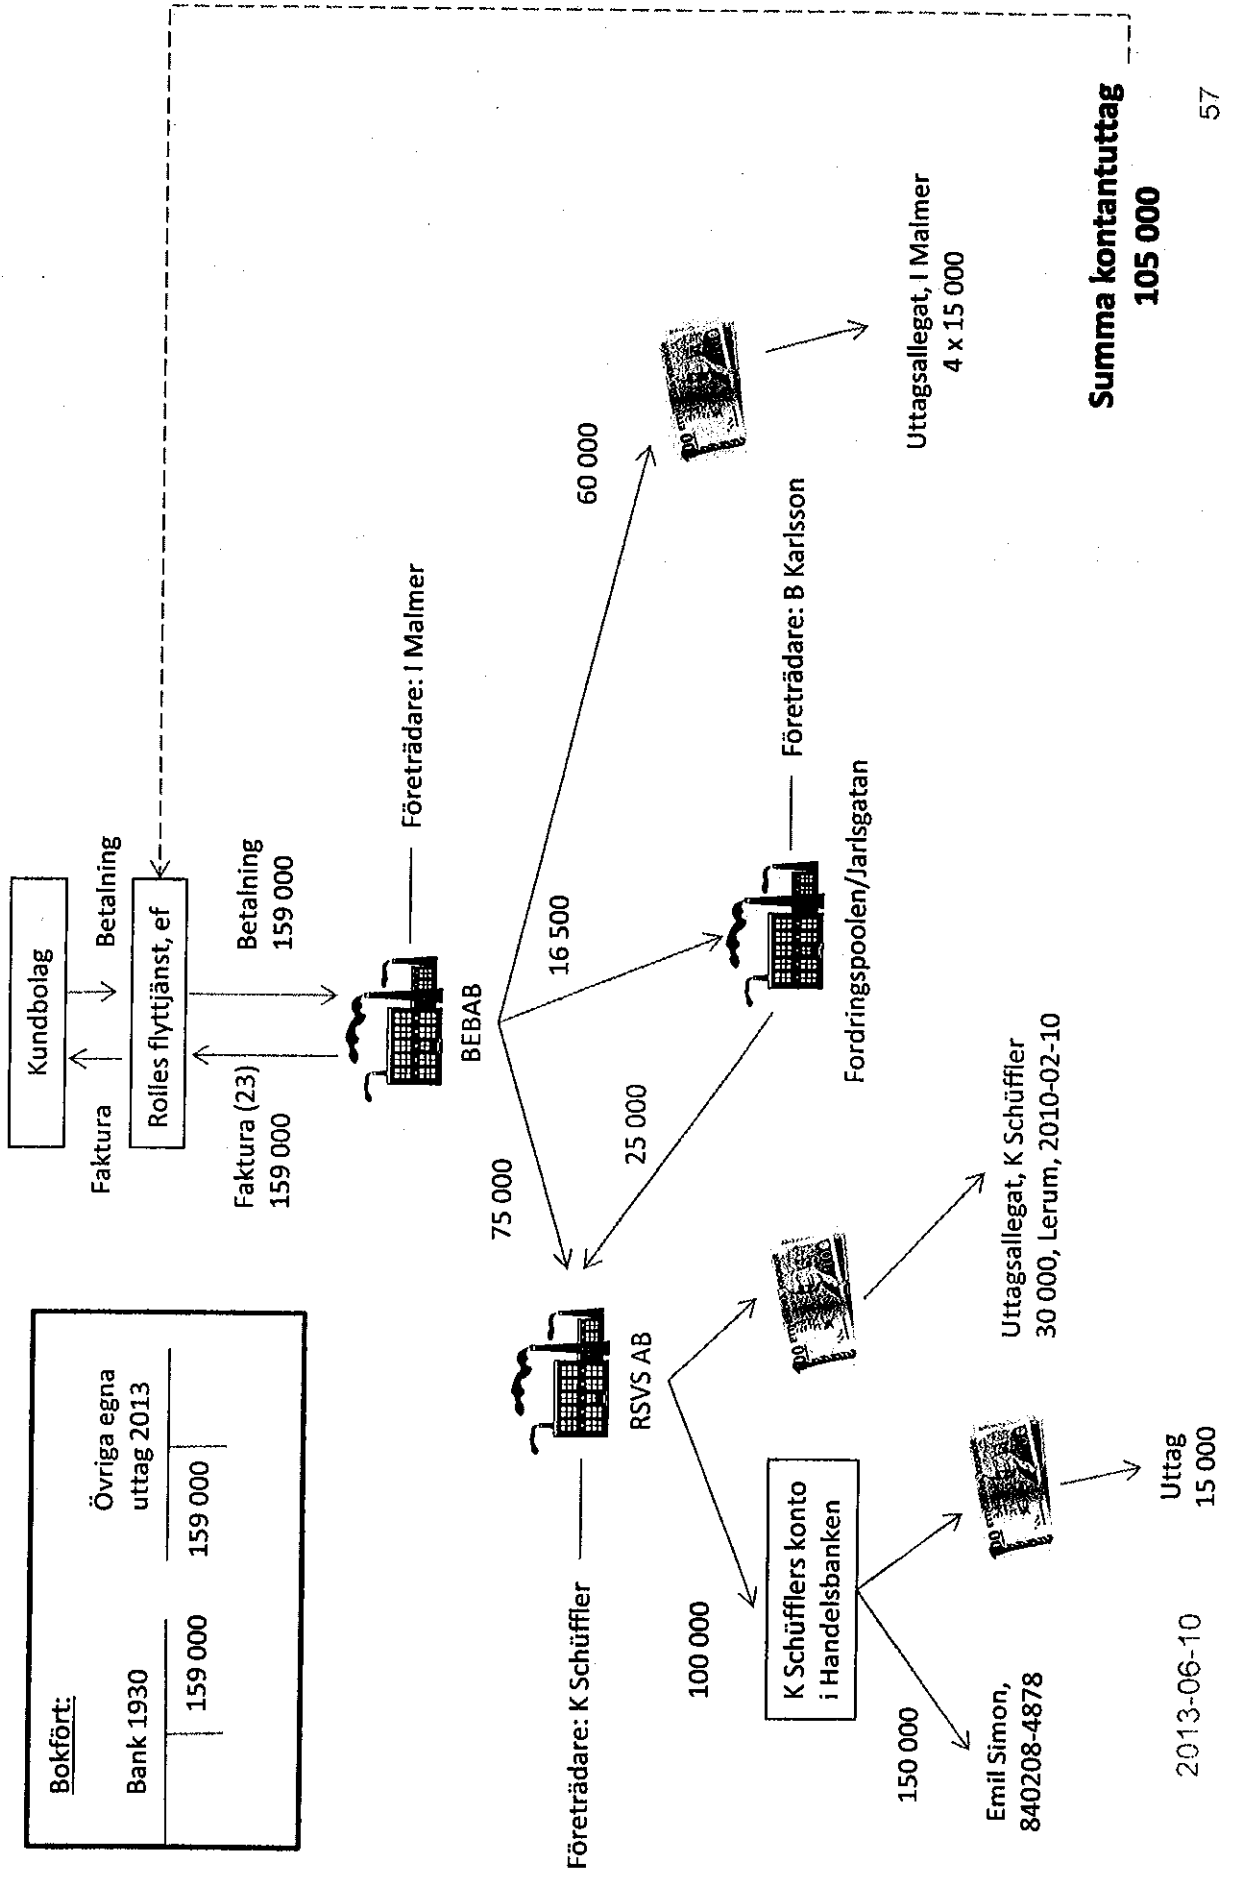 Bokfört:
Bank 1930
159 000
Övriga egna
uttag 2013
159 000
Kundbolag
Faktura
Betalning
Rolles flyttjänst, ef
Faktura (23)
159 000
Betalning
159 000
BEBAB
Företrädare: I Malmer
75 000
16 500
60 000
25 000
Företrädare: K Schüffler
RSVS AB
Fordringspoolen/Jarlsgatan
Företrädare: B Karlsson
Uttagsallegat, I Malmer
4 x 15 000
100 000
K Schüfflers konto
i Handelsbanken
Uttagsallegat, K Schüffler
30 000, Lerum, 2010-02-10
150 000
Emil Simon,
840208-4878
Uttag
15 000
Summa kontantuttag
105 000
2013-06-10
57